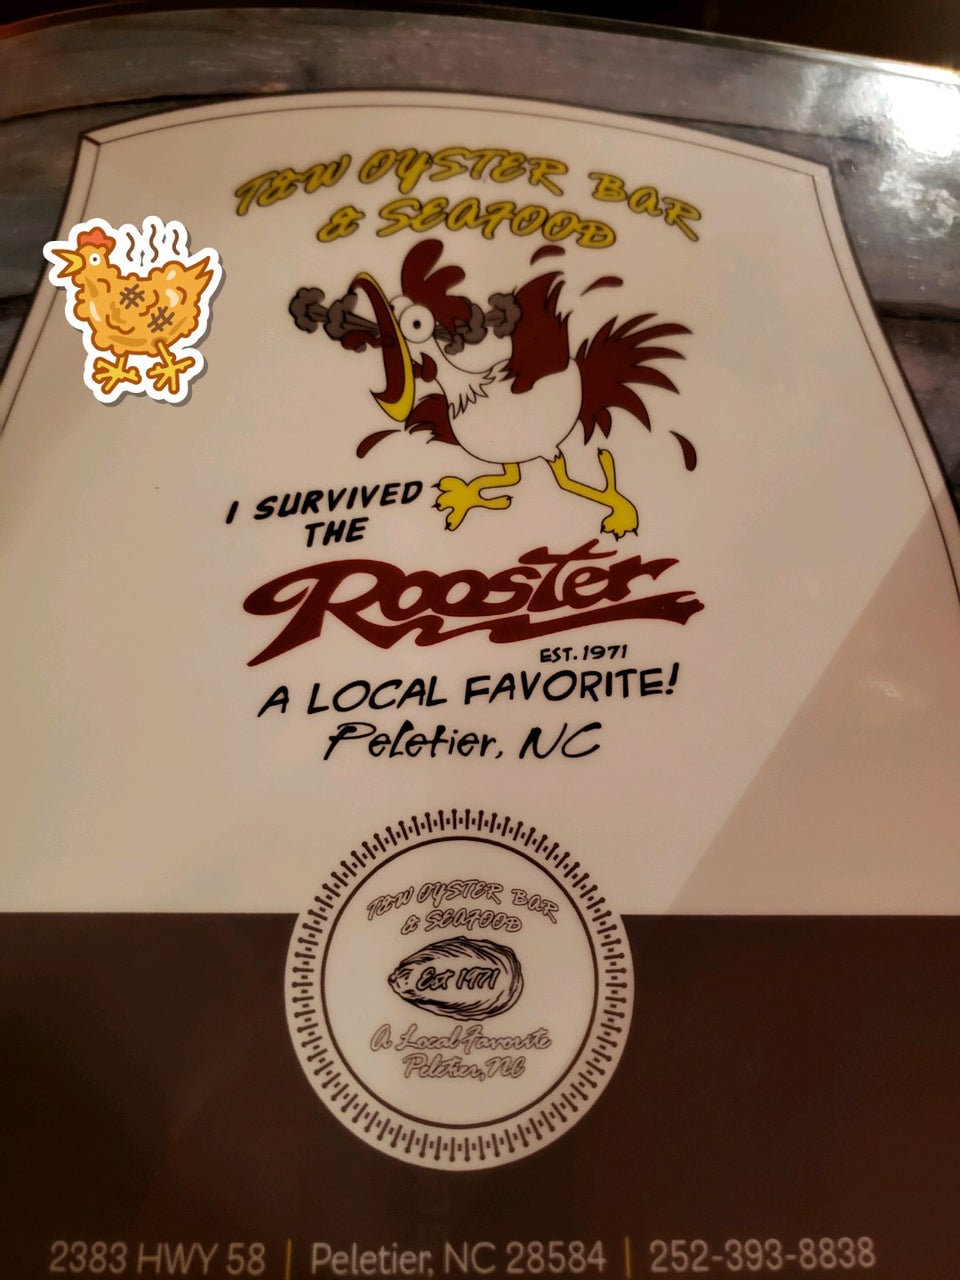 T&W OYSTER BAR
& SEAFOOD
I SURVIVED
THE
Rooster
EST. 1971
A LOCAL FAVORITE!
Peletier, NC
T&W OYSTER BAR
& SEAFOOD
Est 1971
A Local Favorite
Peletier, NC
2383 HWY 58 | Peletier, NC 28584 | 252-393-8838